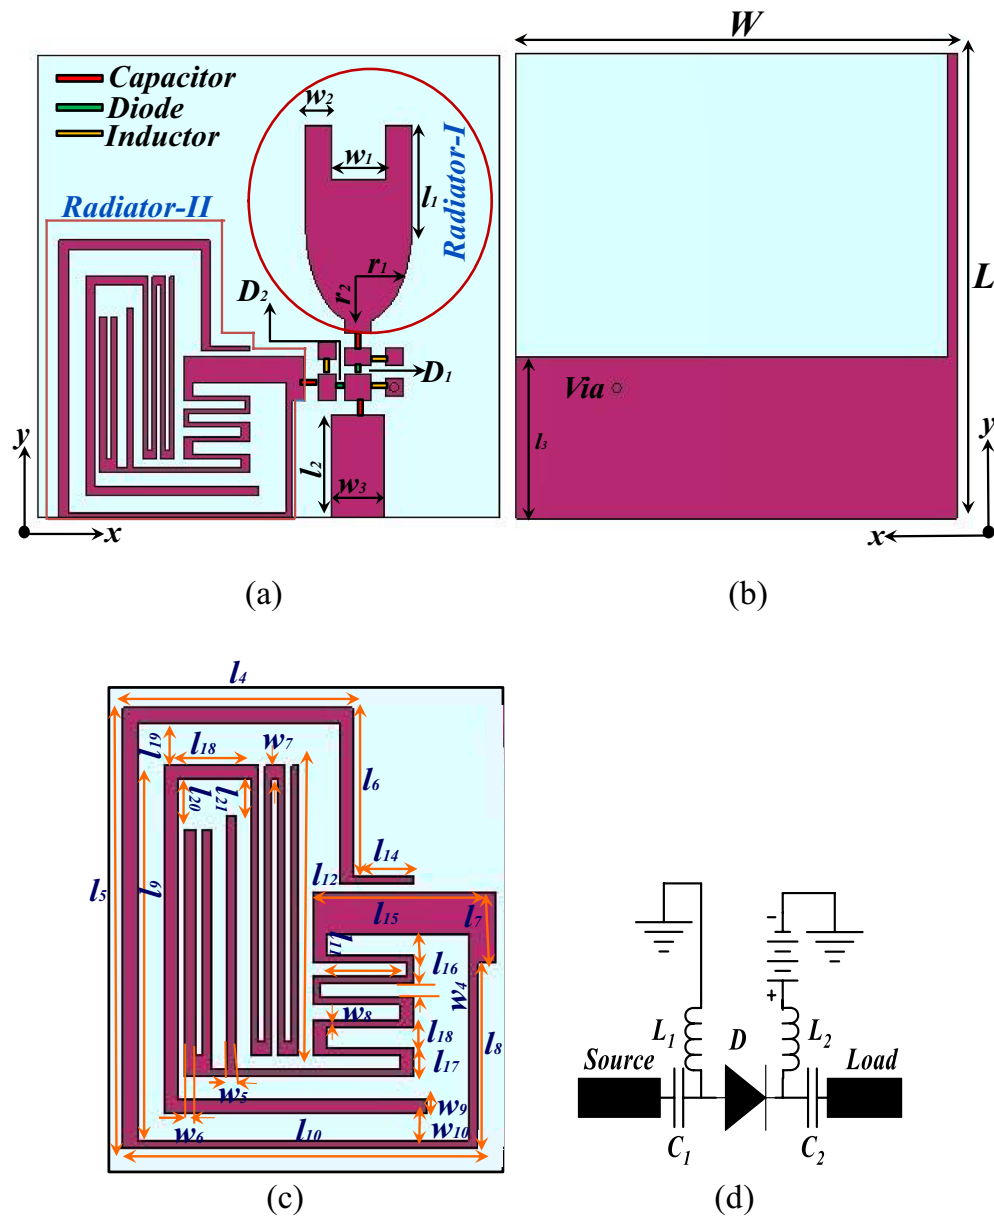 Capacitor
Diode
Inductor
w2
w1
l1
Radiator-I
Radiator-II
r1
r2
D2
D1
l2
w3
y
x
(a)
W
L
Via
l3
y
x
(b)
l4
l19
l18
w7
l20
l21
l6
l14
l12
l5
l9
l15
l7
l11
l16
w4
w8
l18
l17
l8
w5
w9
w6
l10
w10
(c)
-
+
L1
D
L2
Source
Load
C1
C2
(d)